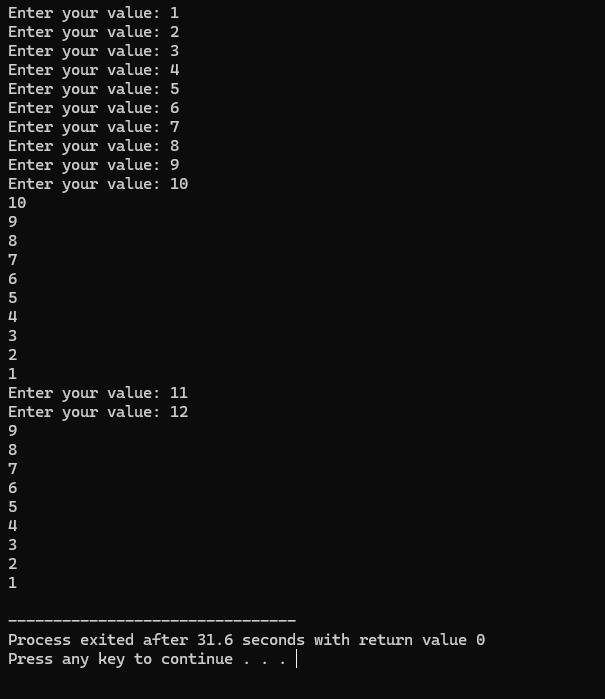 Enter your value: 1
Enter your value: 2
Enter your value: 3
Enter your value: 4
Enter your value: 5
Enter your value: 6
Enter your value: 7
Enter your value: 8
Enter your value: 9
Enter your value: 10
10
9
8
7
6
5
4
3
2
1
Enter your value: 11
Enter your value: 12
9
8
7
6
5
4
3
2
1
--------------------------------
Process exited after 31.6 seconds with return value 0
Press any key to continue . . .